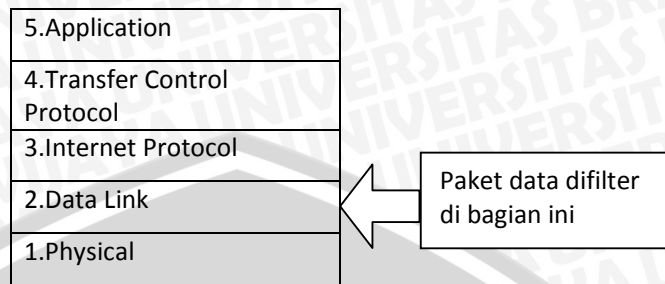 5.Application
4.Transfer Control
Protocol
3.Internet Protocol
2.Data Link
1.Physical
Paket data difilter
di bagian ini